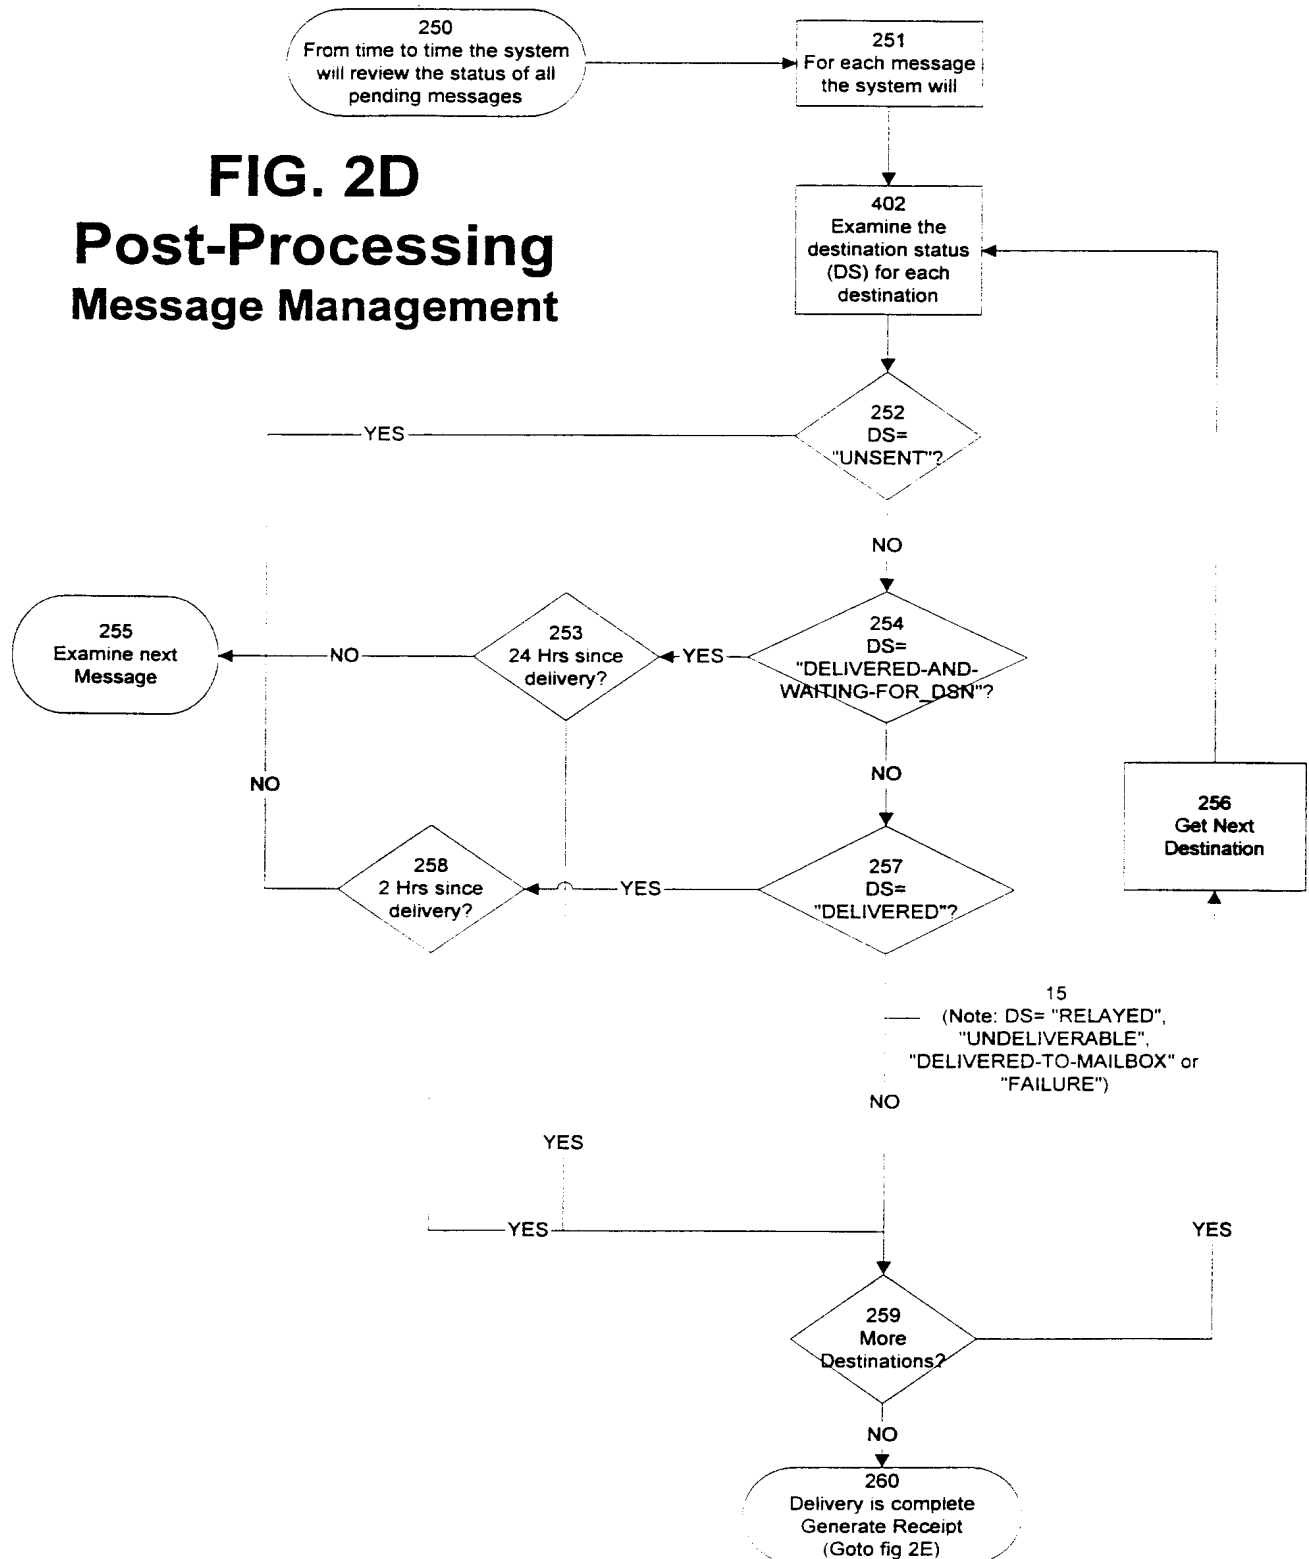 250
From time to time the system
will review the status of all
pending messages
251
For each message
the system will
FIG. 2D
Post-Processing
Message Management
402
Examine the
destination status
(DS) for each
destination
252
DS=
"UNSENT"?
YES
NO
255
Examine next
Message
NO
253
24 Hrs since
delivery?
YES
254
DS=
"DELIVERED-AND-
WAITING-FOR_DSN"?
NO
NO
256
Get Next
Destination
258
2 Hrs since
delivery?
YES
257
DS=
"DELIVERED"?
15
(Note: DS= "RELAYED",
"UNDELIVERABLE",
"DELIVERED-TO-MAILBOX" or
"FAILURE")
NO
YES
YES
YES
259
More
Destinations?
NO
260
Delivery is complete
Generate Receipt
(Goto fig 2E)